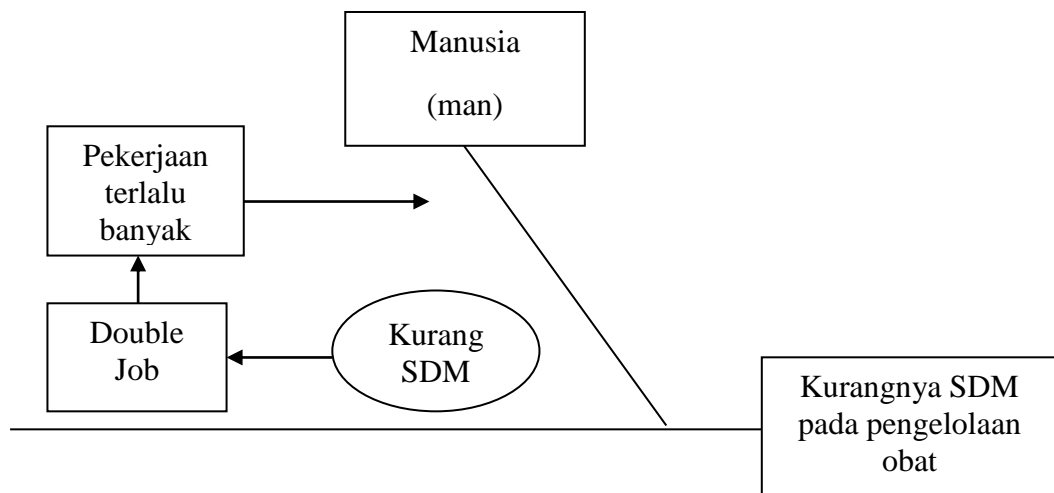 Manusia
(man)
Pekerjaan
terlalu
banyak
Double
Job
Kurang
SDM
Kurangnya SDM
pada pengelolaan
obat